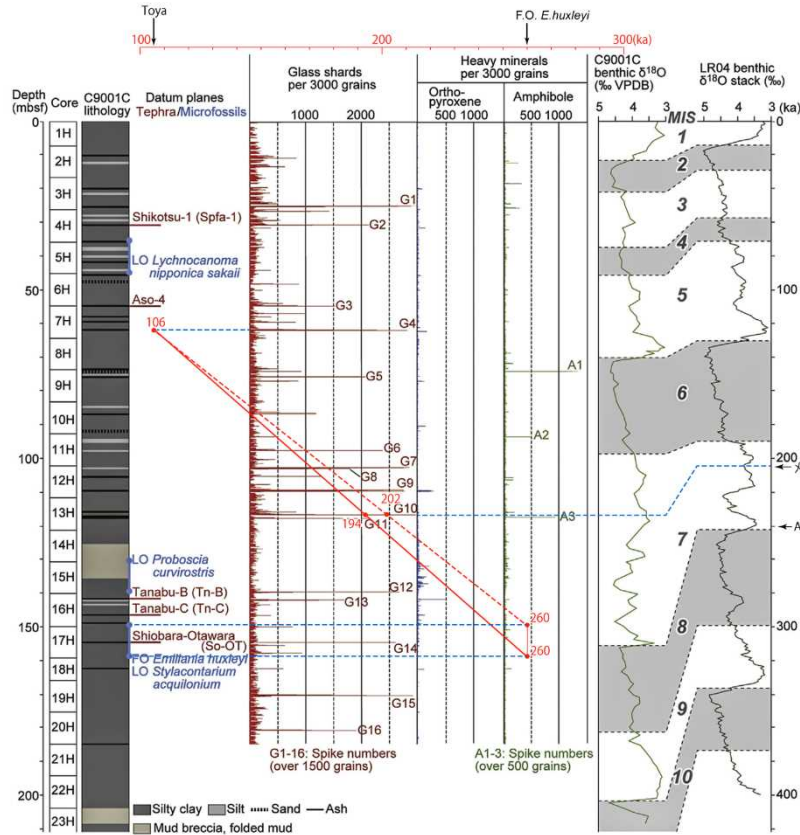 Toya
F.O. E.huxleyi
100
200
300(ka)
Glass shards
per 3000 grains
Heavy minerals
per 3000 grains
Ortho-
pyroxene
Amphibole
C9001C
benthic δ18O
(‰ VPDB)
LR04 benthic
δ18O stack (‰)
Depth
(mbsf)
Core
C9001C
lithology
Datum planes
Tephra/Microfossils
1000 2000
500 1000
500 1000
5 4 3
MIS
5 4 3 (ka)
0
50
100
150
200
1H
2H
3H
4H
5H
6H
7H
8H
9H
10H
11H
12H
13H
14H
15H
16H
17H
18H
19H
20H
21H
22H
23H
Shikotsu-1 (Spfa-1)
LO Lychnocanoma
nipponica sakaii
Aso-4
106
LO Proboscia
curvirostris
Tanabu-B (Tn-B)
Tanabu-C (Tn-C)
Shiobara-Otawara
(So-OT)
FO Emillania huxleyi
LO Stylacontarium
acquilonium
G1
G2
G3
G4
G5
G6
G7
G8
G9
G10
G11
G12
G13
G14
G15
G16
202
194
260
260
A1
A2
A3
1
2
3
4
5
6
7
8
9
10
0
100
200
300
400
A
G1-16: Spike numbers
(over 1500 grains)
A1-3: Spike numbers
(over 500 grains)
Silty clay Silt Sand Ash
Mud breccia, folded mud